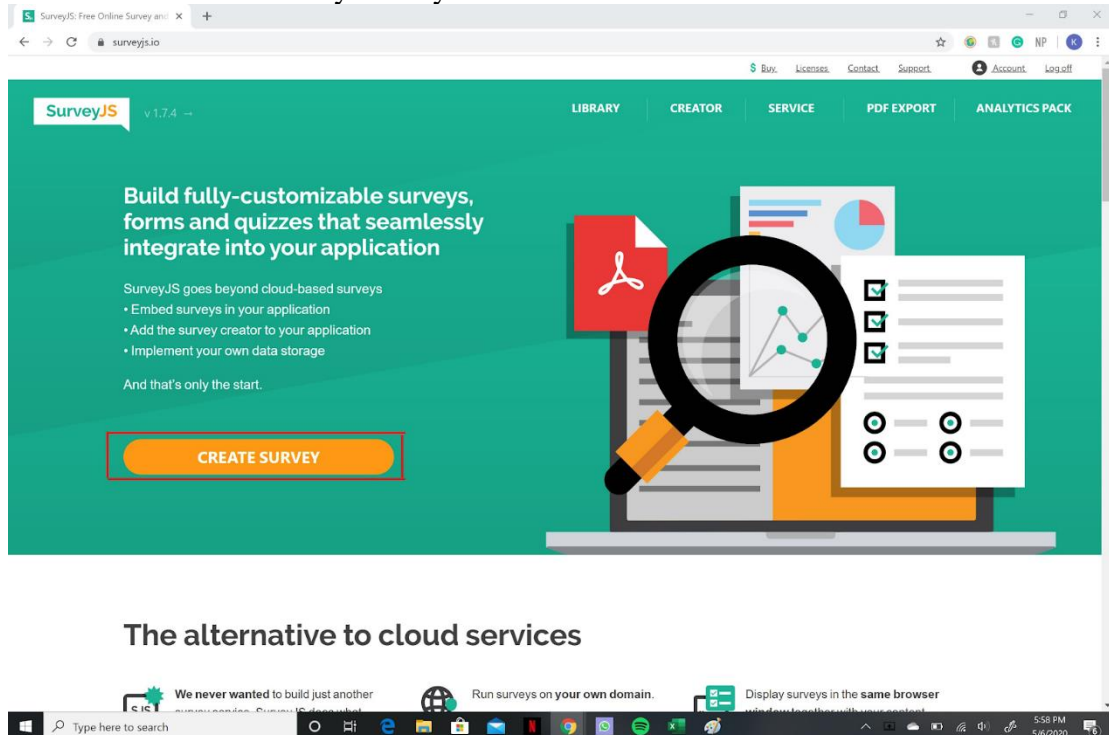 SurveyJS: Free Online Survey and
surveyjs.io
NP
K
$ Buy Licenses Contact Support Account Log off
SurveyJS v 1.7.4 →
LIBRARY CREATOR SERVICE PDF EXPORT ANALYTICS PACK
Build fully-customizable surveys,
forms and quizzes that seamlessly
integrate into your application
SurveyJS goes beyond cloud-based surveys
• Embed surveys in your application
• Add the survey creator to your application
• Implement your own data storage
And that's only the start.
CREATE SURVEY
The alternative to cloud services
We never wanted to build just another
Run surveys on your own domain.
Display surveys in the same browser
Type here to search
5:58 PM
5/6/2020